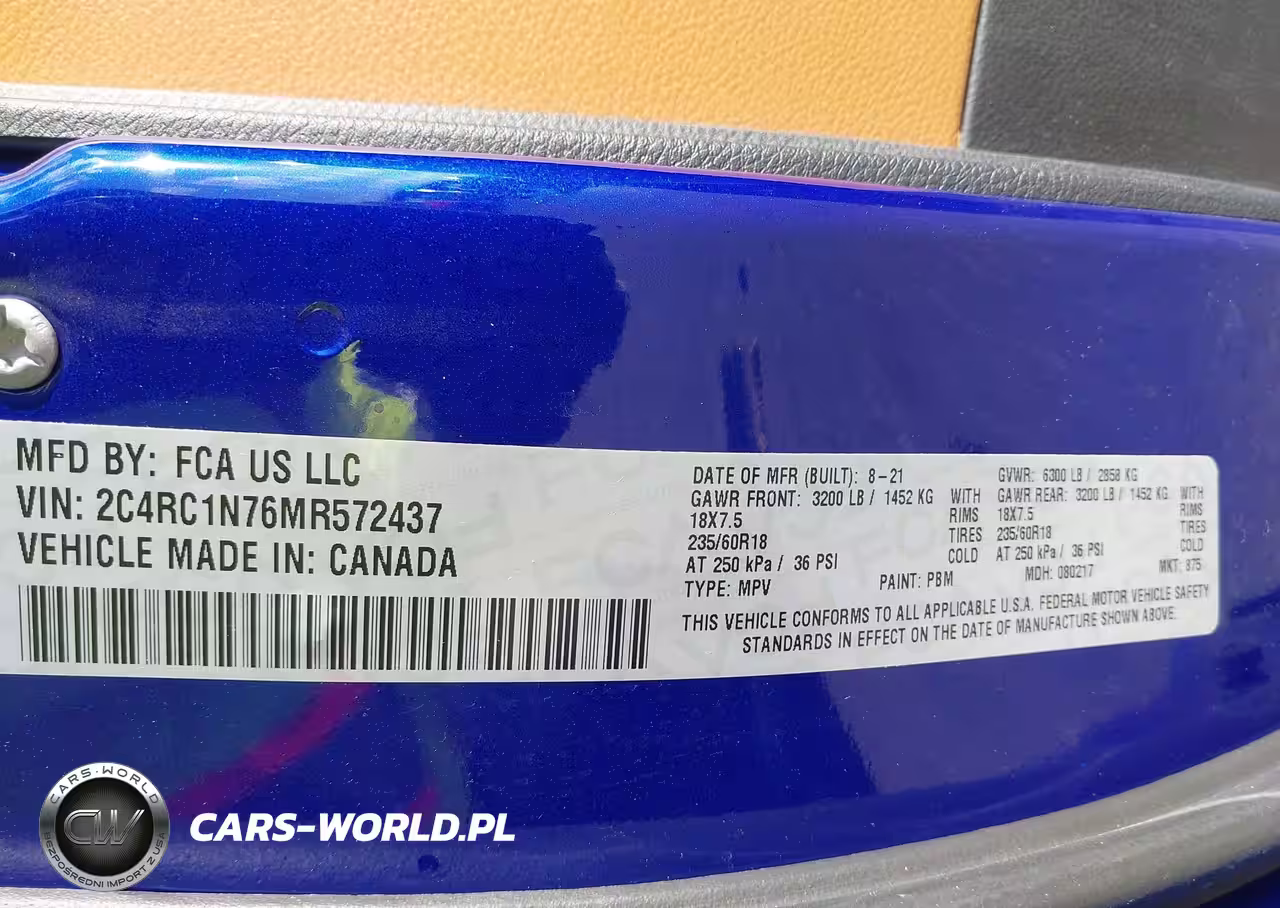 MFD BY: FCA US LLC
VIN: 2C4RC1N76MR572437
VEHICLE MADE IN: CANADA
DATE OF MFR (BUILT): 8-21 GVWR: 6300 LB / 2858 KG
GAWR FRONT: 3200 LB / 1452 KG WITH GAWR REAR: 3200 LB / 1452 KG WITH
18X7.5 RIMS 18X7.5 RIMS
235/60R18 TIRES 235/60R18 TIRES
AT 250 kPa / 36 PSI COLD AT 250 kPa / 36 PSI COLD
TYPE: MPV PAINT: PBM MDH: 080217 MKT: 875
THIS VEHICLE CONFORMS TO ALL APPLICABLE U.S.A. FEDERAL MOTOR VEHICLE SAFETY
STANDARDS IN EFFECT ON THE DATE OF MANUFACTURE SHOWN ABOVE.
CARS-WORLD
CW
BEZPOŚREDNI IMPORT Z USA
CARS-WORLD.PL